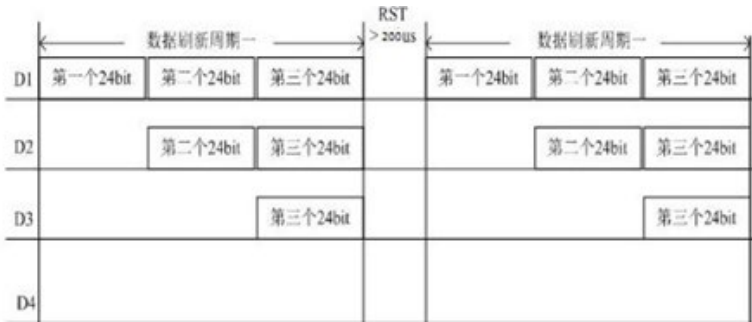 RST
数据刷新周期一 >200us 数据刷新周期一
D1 第一个24bit 第二个24bit 第三个24bit 第一个24bit 第二个24bit 第三个24bit
D2 第二个24bit 第三个24bit 第二个24bit 第三个24bit
D3 第三个24bit 第三个24bit
D4